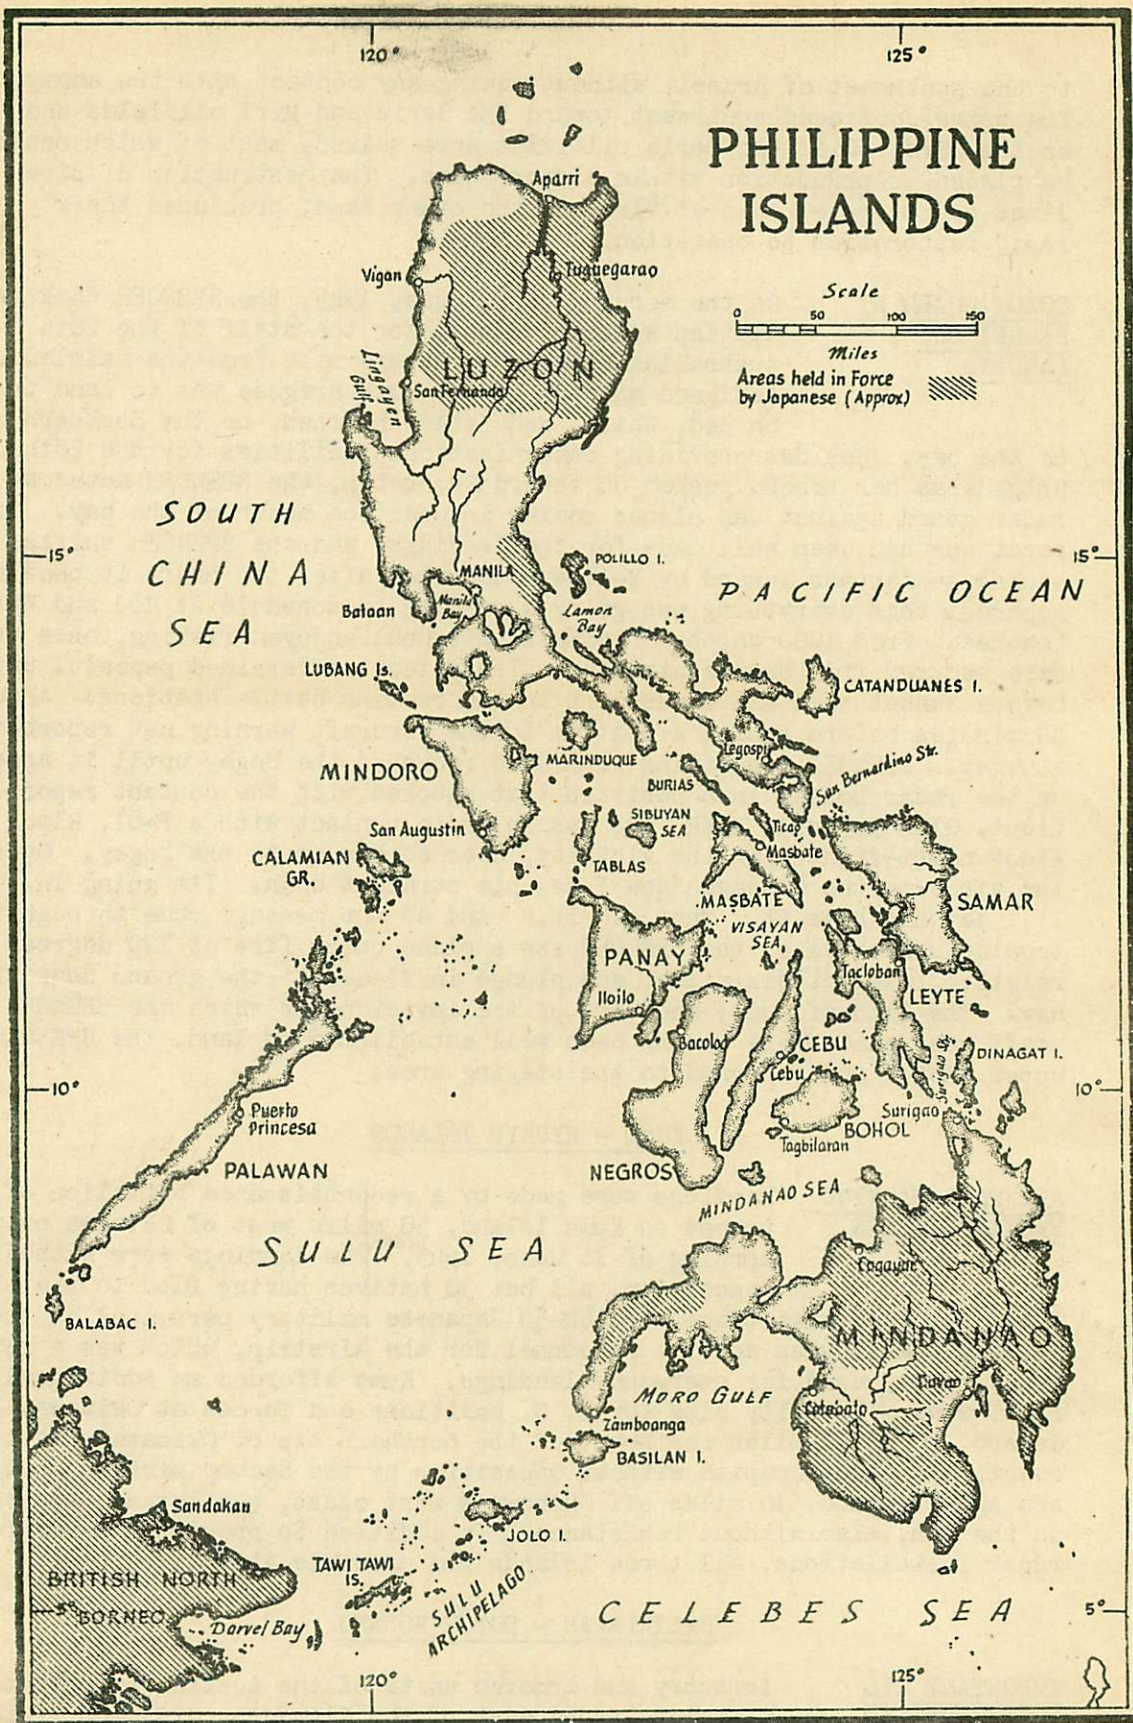 120°
125°
PHILIPPINE
ISLANDS
Aparri
Vigan
Tuguegarao
Scale
0 50 100 150
Miles
Areas held in Force
by Japanese (Approx)
LUZON
Lingayen
Gulf
San Fernando
SOUTH
CHINA
SEA
15°
15°
MANILA
Manila
Bay
Bataan
POLILLO I.
Lamon
Bay
PACIFIC OCEAN
LUBANG Is.
CATANDUANES I.
MINDORO
MARINDUQUE
Legospi
San Bernardino Str.
BURIAS
San Augustin
SIBUYAN
SEA
Ticao
Masbate
CALAMIAN
GR.
TABLAS
MASBATE
SAMAR
VISAYAN
SEA
PANAY
Tacloban
Iloilo
LEYTE
Bacolod
CEBU
Cebu
Surigao Str.
DINAGAT I.
10°
10°
Puerto
Princesa
Surigao
BOHOL
Tagbilaran
PALAWAN
NEGROS
MINDANAO SEA
SULU SEA
Cagayan
BALABAC I.
MINDANAO
Davao
MORO GULF
Cotabato
Zamboanga
BASILAN I.
Sandakan
JOLO I.
TAWI TAWI
IS.
SULU
ARCHIPELAGO
BRITISH NORTH
BORNEO
5°
Darvel Bay
CELEBES SEA
5°
120°
125°